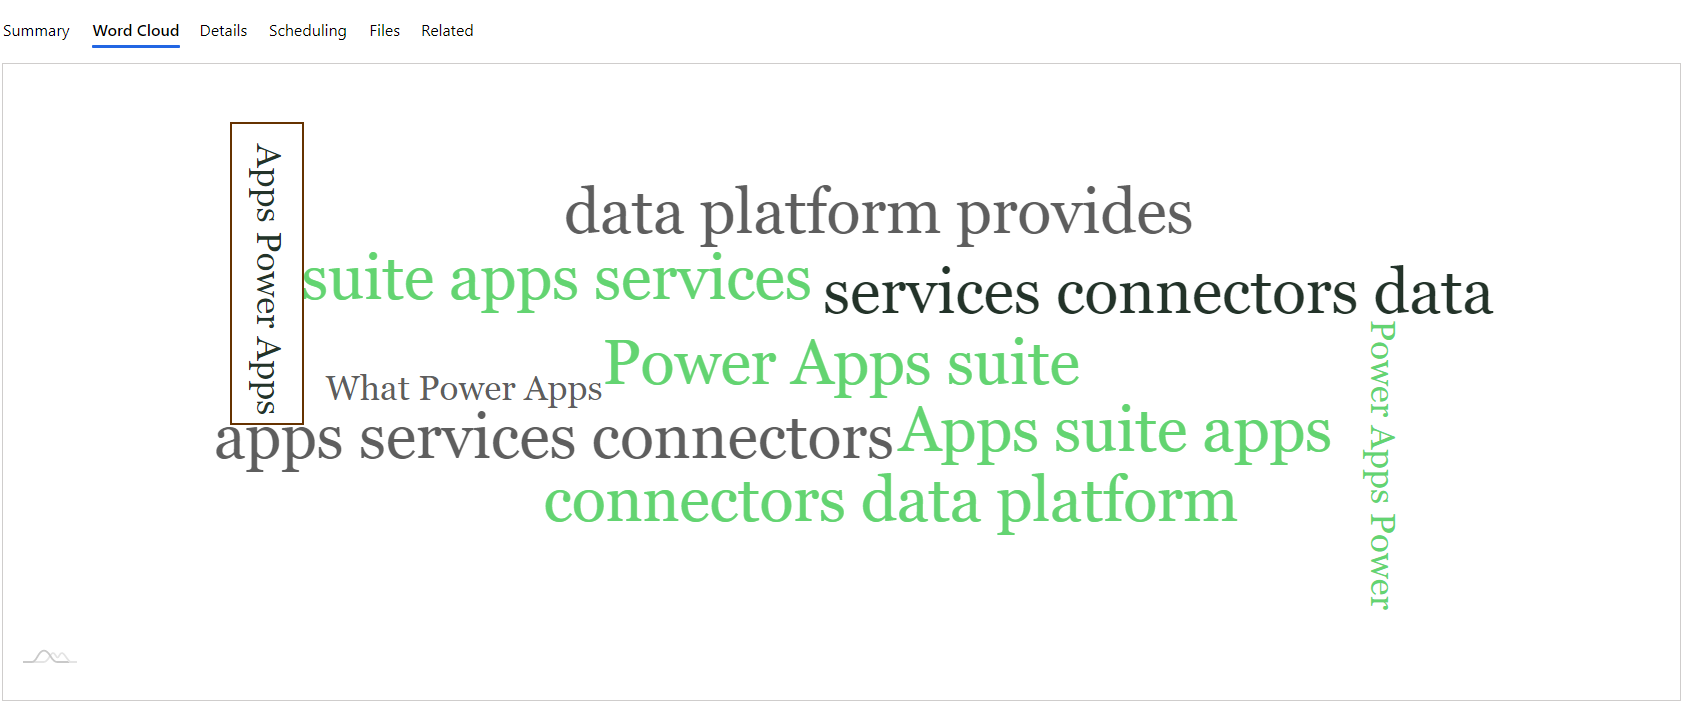 Summary Word Cloud Details Scheduling Files Related
Apps Power Apps
data platform provides
suite apps services
services connectors data
Power Apps suite
What Power Apps
Apps suite apps
apps services connectors
connectors data platform
Power Apps Power